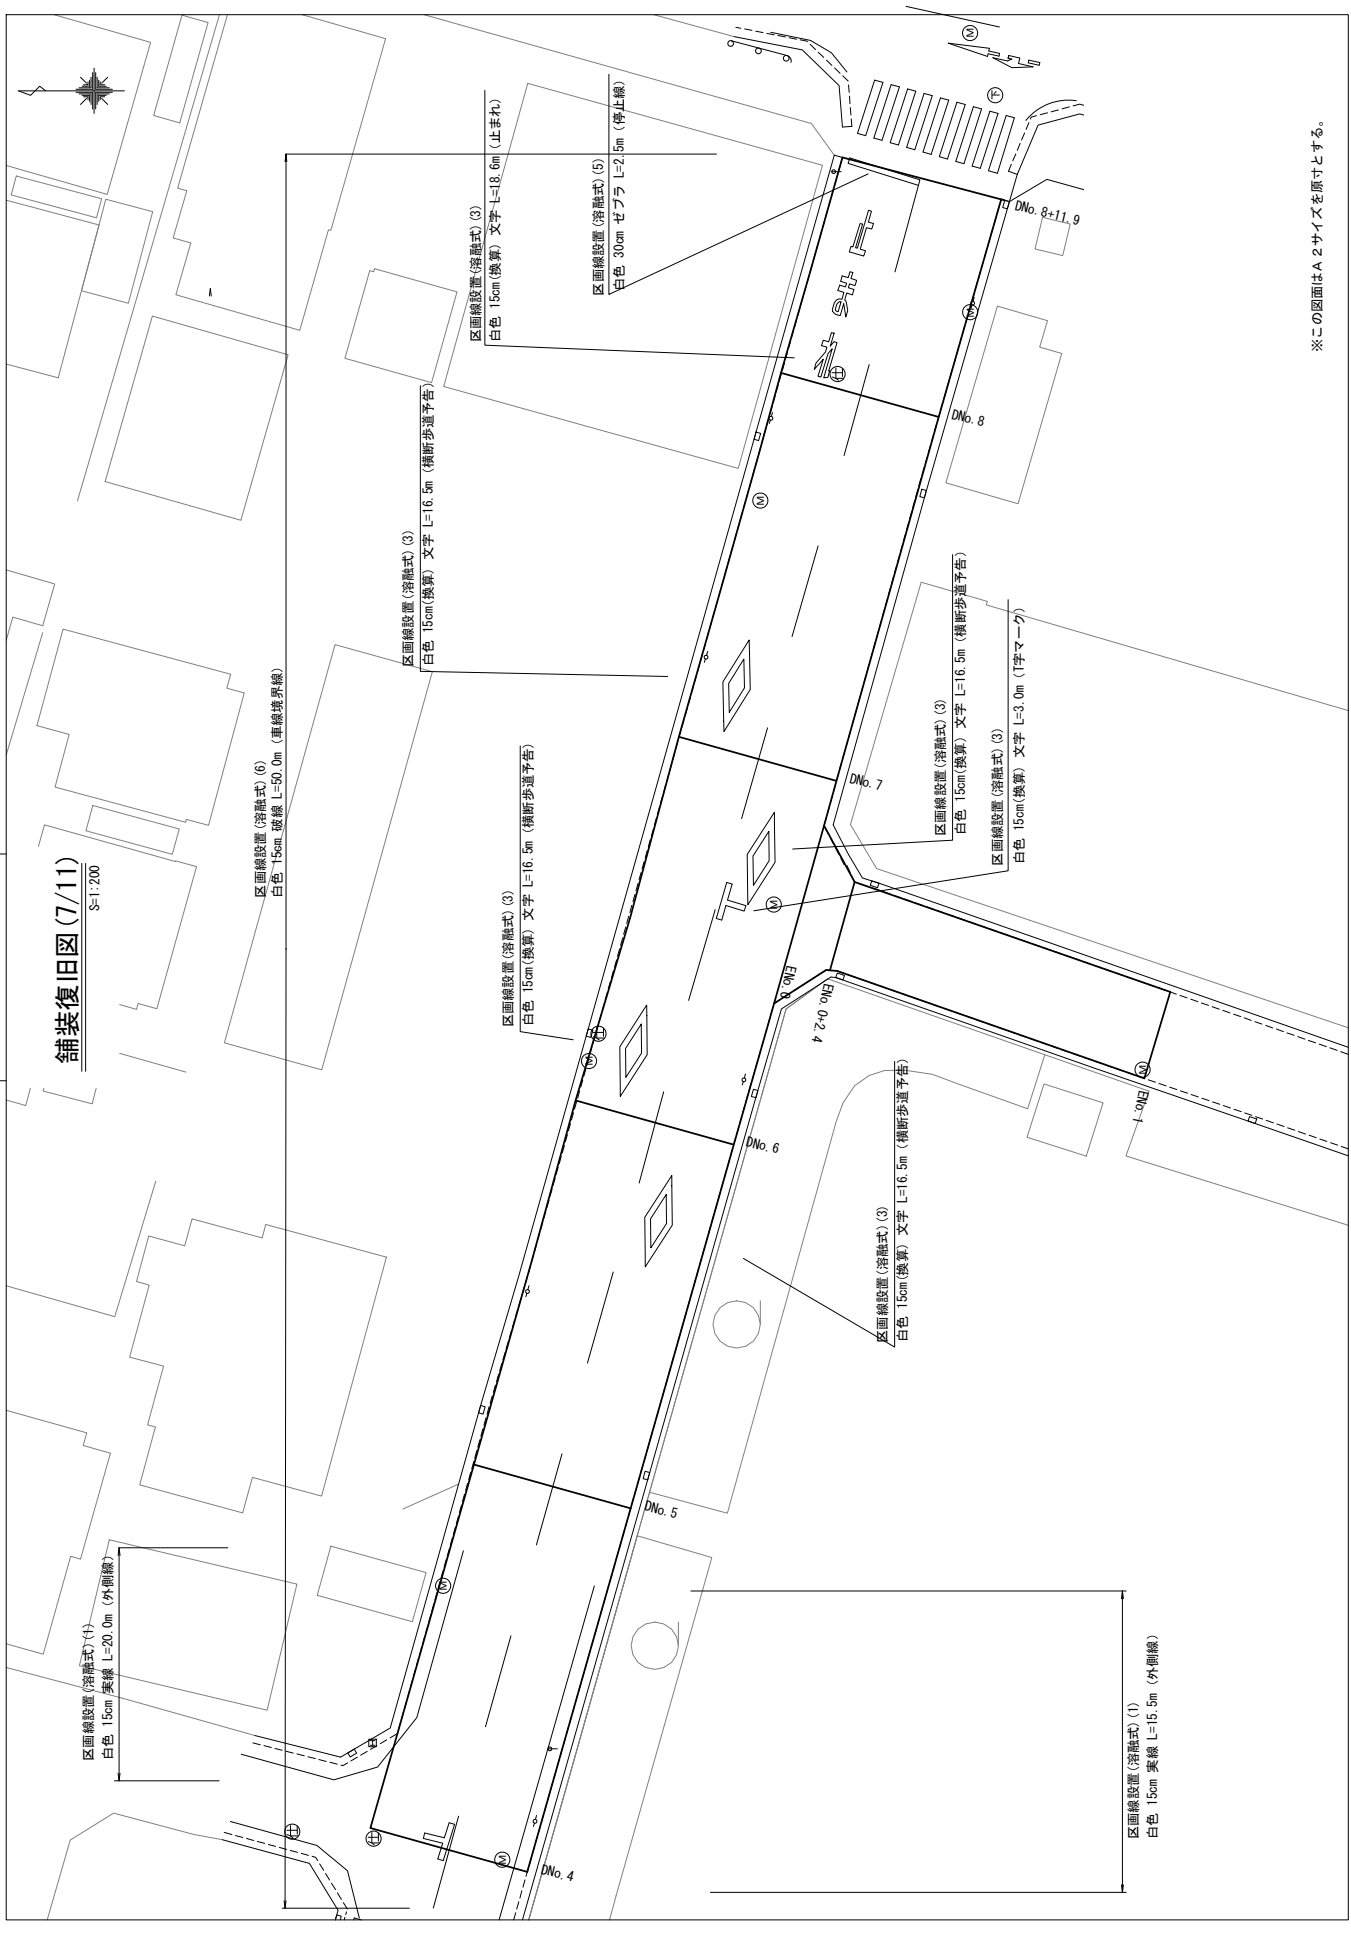 舗装復旧図(7/11)
S=1:200
区画線設置(溶融式)(1)
白色 15cm 実線 L=20.0m (外側線)
区画線設置(溶融式)(6)
白色 15cm 破線 L=50.0m (車線境界線)
区画線設置(溶融式)(3)
白色 15cm(換算) 文字 L=16.5m (横断歩道予告)
区画線設置(溶融式)(3)
白色 15cm(換算) 文字 L=18.6m (止まれ)
区画線設置(溶融式)(3)
白色 15cm(換算) 文字 L=16.5m (横断歩道予告)
区画線設置(溶融式)(5)
白色 30cm ゼブラ L=2.5m (停止線)
区画線設置(溶融式)(3)
白色 15cm(換算) 文字 L=16.5m (横断歩道予告)
区画線設置(溶融式)(3)
白色 15cm(換算) 文字 L=16.5m (横断歩道予告)
区画線設置(溶融式)(3)
白色 15cm(換算) 文字 L=3.0m (T字マーク)
区画線設置(溶融式)(1)
白色 15cm 実線 L=15.5m (外側線)
DNo.4
DNo.5
DNo.6
DNo.7
DNo.8
DNo.8+11.9
ENo.0
ENo.0+2.4
ENo.1
止まれ
仕
仕
仕
仕
M
M
M
M
M
M
M
M
下
※この図面はA2サイズを原寸とする。